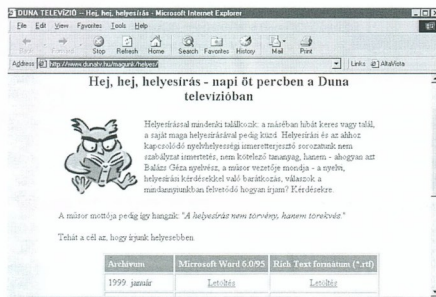 DUNA TELEVÍZIÓ -- Hej, hej, helyesírás - Microsoft Internet Explorer
File Edit View Favorites Tools Help
Stop Refresh Home Search Favorites History Mail Print
Address http://www.dunatv.hu/magunk/helyes/ Links AltaVista
Hej, hej, helyesírás - napi öt percben a Duna
televízióban
Helyesírással mindenki találkozik: a máséban hibát keres vagy talál,
a saját maga helyesírásával pedig küzd. Helyesírási és az ahhoz
kapcsolódó nyelvhelyességi ismeretterjesztő sorozatunk nem
szabályzat ismertetés, nem kötelező tananyag, hanem - ahogyan azt
Balázs Géza nyelvész, a műsor vezetője mondja - a nyelvi,
helyesírási kérdésekkel való barátkozás, válaszok a
mindannyiunkban felvetődő hogyan írjam? Kérdésekre.
A műsor mottója pedig így hangzik: "A helyesírás nem törvény, hanem törekvés."
Tehát a cél az, hogy írjunk helyesebben
Archívum Microsoft Word 6.0/95 Rich Text formátum (*.rtf)
1999. január Letöltés Letöltés